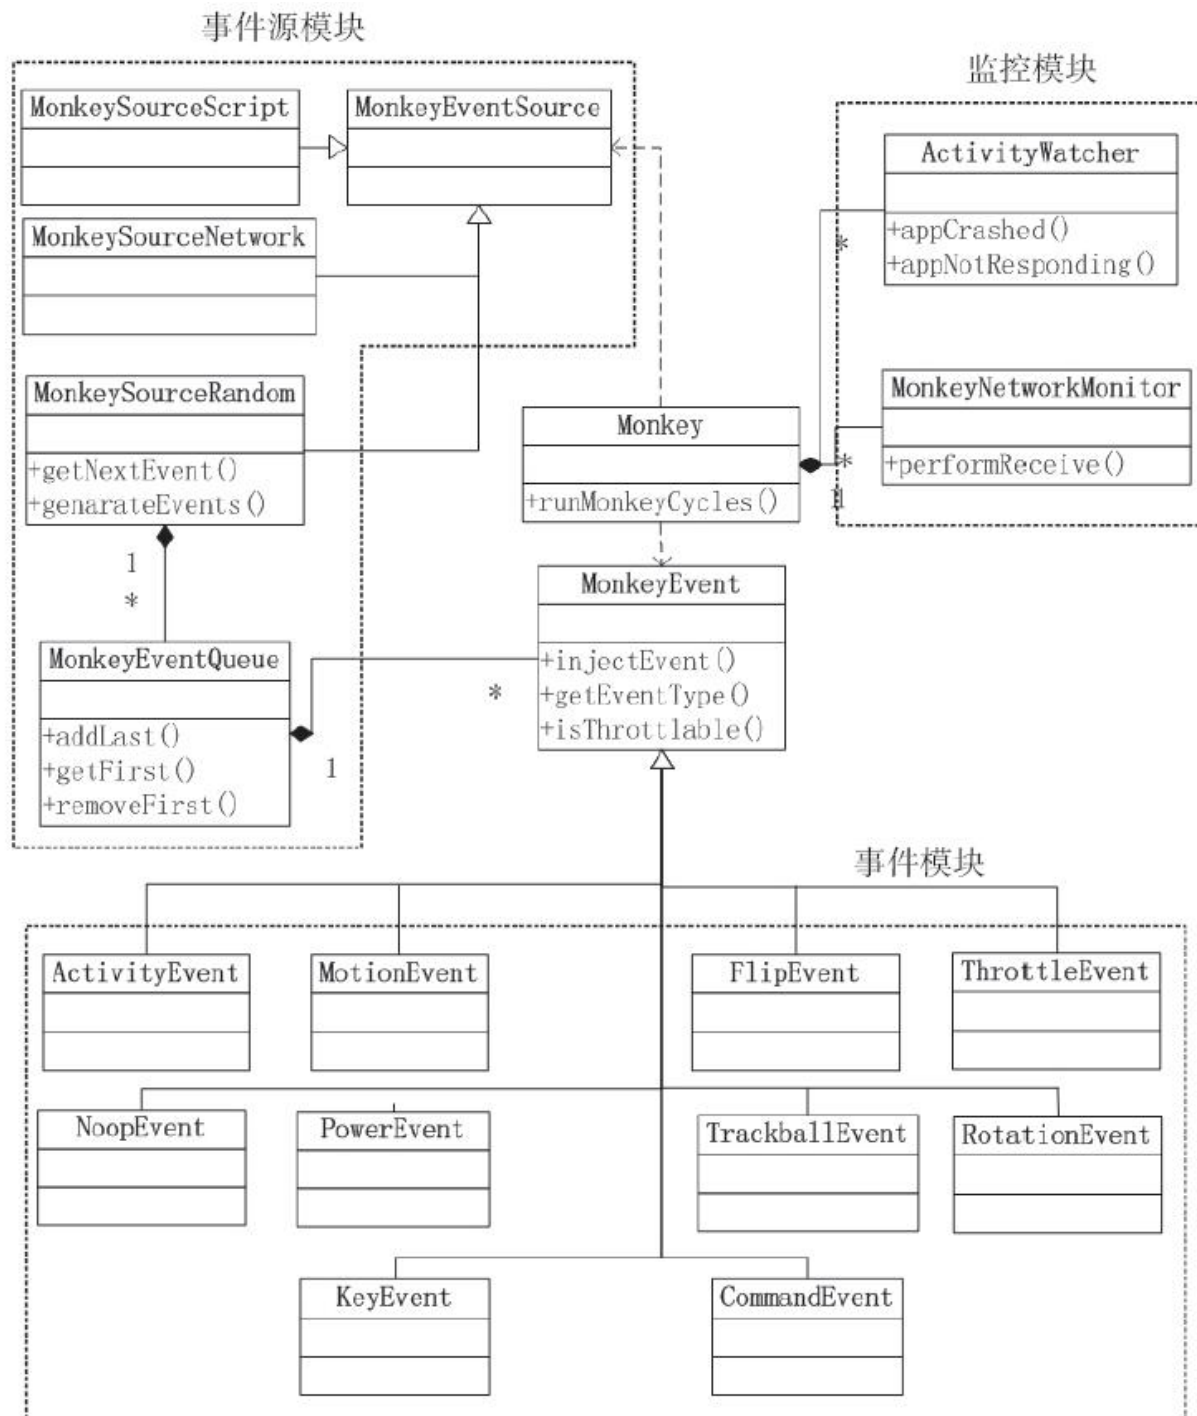 事件源模块
监控模块
MonkeySourceScript
MonkeyEventSource
ActivityWatcher
+appCrashed()
+appNotResponding()
*
MonkeySourceNetwork
MonkeySourceRandom
+getNextEvent()
+genarateEvents()
Monkey
+runMonkeyCycles()
MonkeyNetworkMonitor
+performReceive()
*
1
1
*
MonkeyEvent
+injectEvent()
+getEventType()
+isThrottlable()
MonkeyEventQueue
+addLast()
+getFirst()
+removeFirst()
*
1
事件模块
ActivityEvent
MotionEvent
FlipEvent
ThrottleEvent
NoopEvent
PowerEvent
TrackballEvent
RotationEvent
KeyEvent
CommandEvent